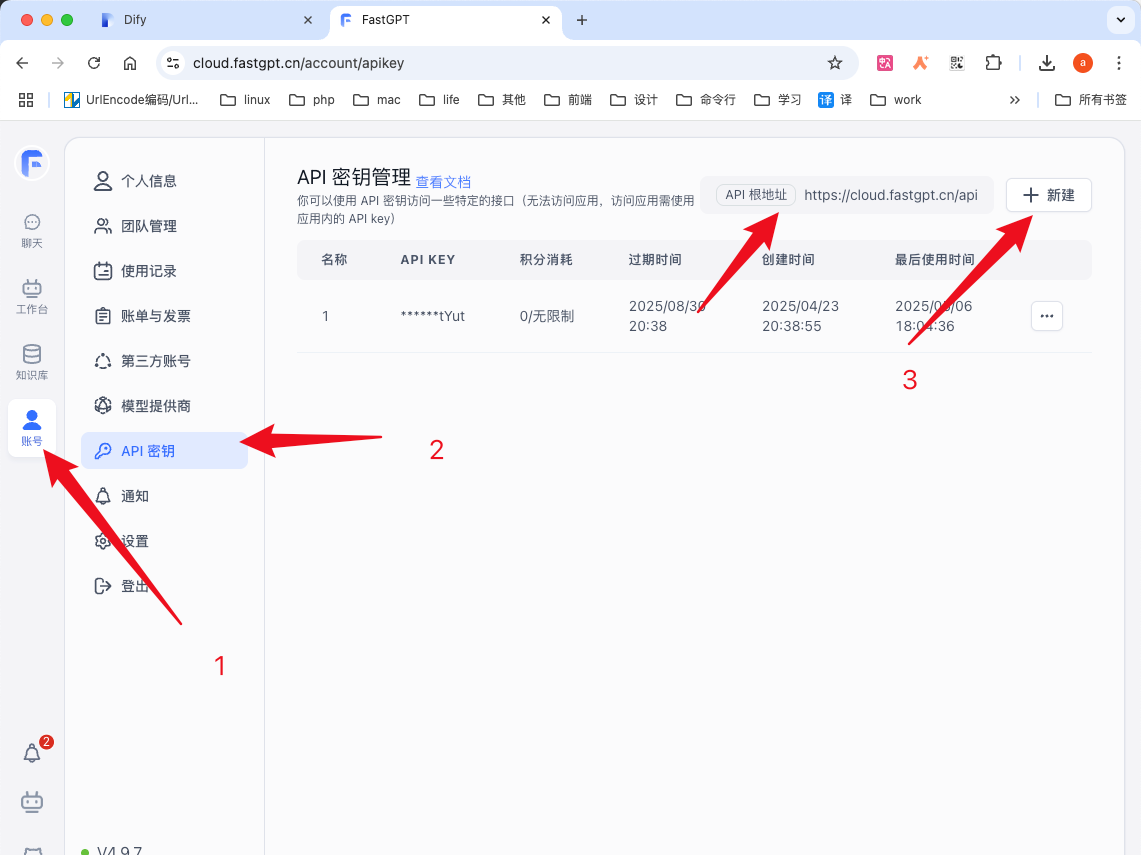 Dify
FastGPT
cloud.fastgpt.cn/account/apikey
a
UrlEncode编码/Url...
linux
php
mac
life
其他
前端
设计
命令行
学习
译 译
work
所有书签
聊天
工作台
知识库
账号
2
个人信息
团队管理
使用记录
账单与发票
第三方账号
模型提供商
API 密钥
通知
设置
登出
V4.9.7
API 密钥管理 查看文档
你可以使用 API 密钥访问一些特定的接口（无法访问应用，访问应用需使用
应用内的 API key）
API 根地址 https://cloud.fastgpt.cn/api
新建
名称 API KEY 积分消耗 过期时间 创建时间 最后使用时间
1 ******tYut 0/无限制 2025/08/30 20:38 2025/04/23 20:38:55 18:04:36
1
2
3